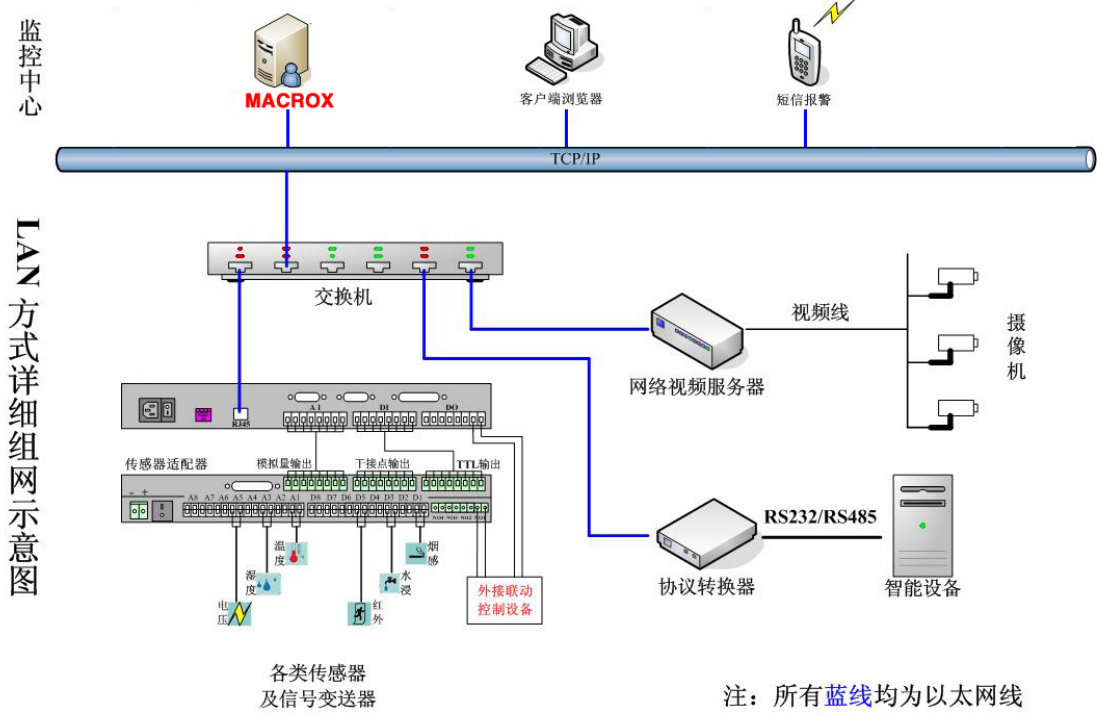 监控中心
MACROX
客户端浏览器
短信报警
TCP/IP
LAN 方式详细组网示意图
交换机
视频线
摄像机
网络视频服务器
RJ45
AI
DI
DO
传感器适配器
模拟量输出
干接点输出
TTL输出
- +
A8 A7 A6 A5 A4 A3 A2 A1 D8 D7 D6 D5 D4 D3 D2 D1
NO4 NO3 NO2 NO1
RS232/RS485
温度
烟感
湿度
水浸
电压
红外
外接联动
控制设备
协议转换器
智能设备
各类传感器
及信号变送器
注：所有蓝线均为以太网线